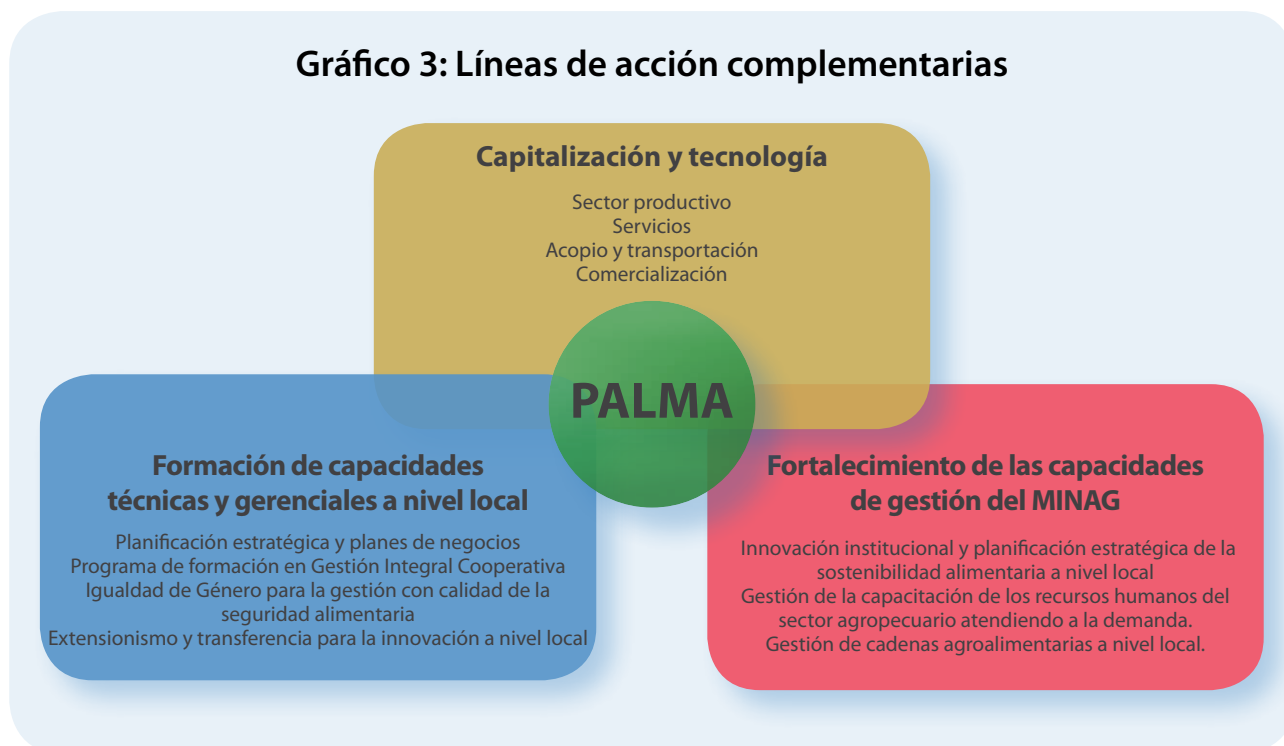 Gráfico 3: Líneas de acción complementarias
Capitalización y tecnología
Sector productivo
Servicios
Acopio y transportación
Comercialización
PALMA
Formación de capacidades
técnicas y gerenciales a nivel local
Planificación estratégica y planes de negocios
Programa de formación en Gestión Integral Cooperativa
Igualdad de Género para la gestión con calidad de la
seguridad alimentaria
Extensionismo y transferencia para la innovación a nivel local
Fortalecimiento de las capacidades
de gestión del MINAG
Innovación institucional y planificación estratégica de la
sostenibilidad alimentaria a nivel local
Gestión de la capacitación de los recursos humanos del
sector agropecuario atendiendo a la demanda.
Gestión de cadenas agroalimentarias a nivel local.